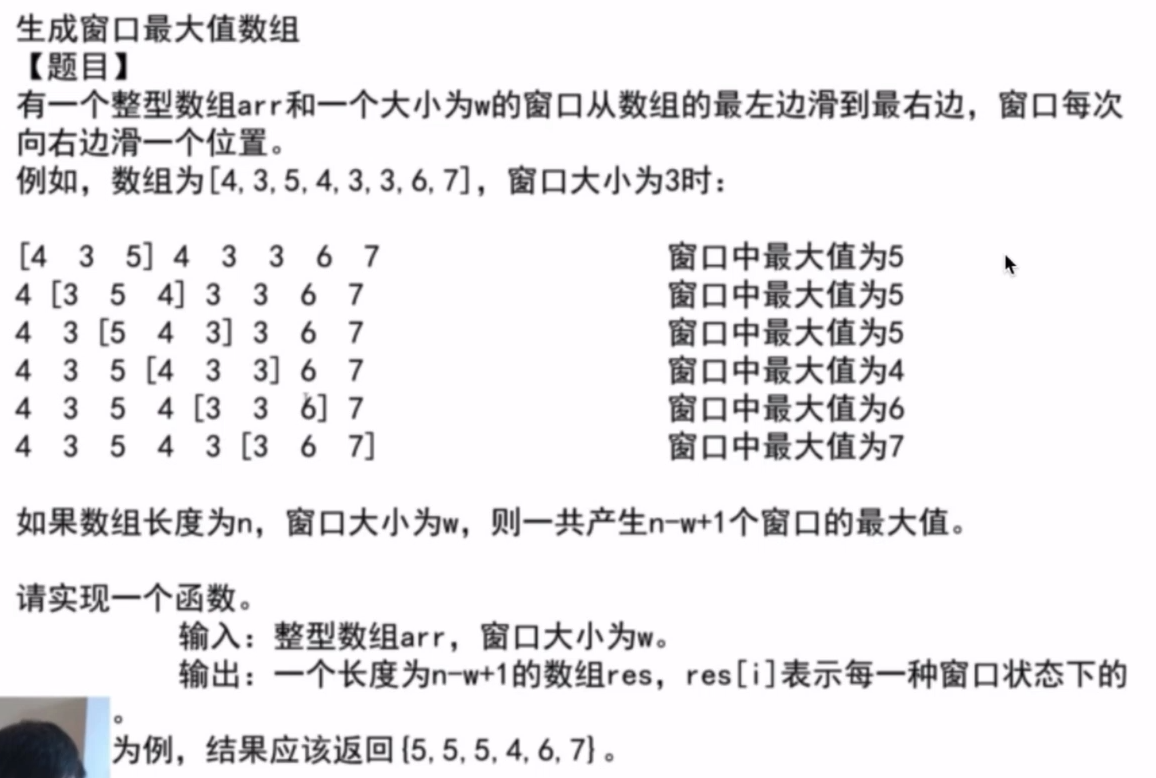 生成窗口最大值数组
【题目】
有一个整型数组arr和一个大小为w的窗口从数组的最左边滑到最右边，窗口每次
向右边滑一个位置。
例如，数组为[4,3,5,4,3,3,6,7]，窗口大小为3时：
[4 3 5] 4 3 3 6 7 窗口中最大值为5
4 [3 5 4] 3 3 6 7 窗口中最大值为5
4 3 [5 4 3] 3 6 7 窗口中最大值为5
4 3 5 [4 3 3] 6 7 窗口中最大值为4
4 3 5 4 [3 3 6] 7 窗口中最大值为6
4 3 5 4 3 [3 6 7] 窗口中最大值为7
如果数组长度为n，窗口大小为w，则一共产生n-w+1个窗口的最大值。
请实现一个函数。
输入：整型数组arr，窗口大小为w。
输出：一个长度为n-w+1的数组res，res[i]表示每一种窗口状态下的
。
为例，结果应该返回{5,5,5,4,6,7}。